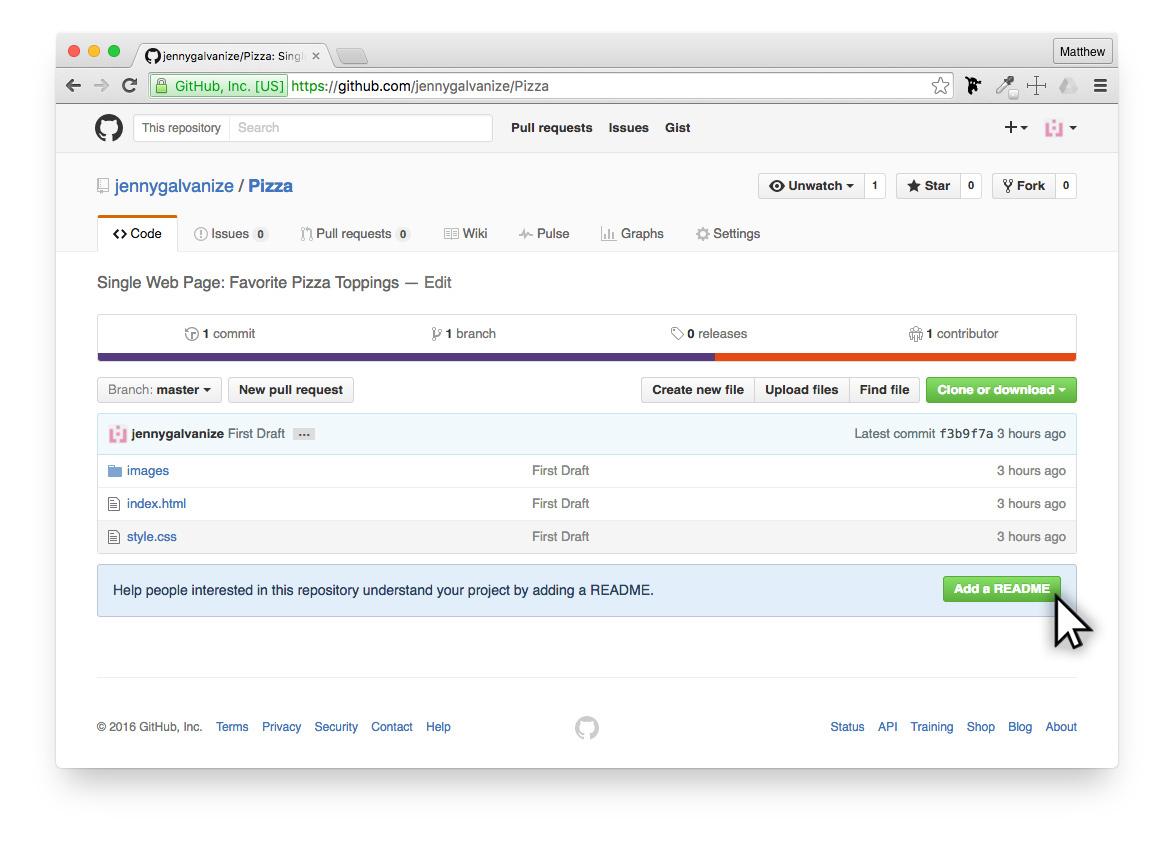 jennygalvanize/Pizza: Sing
Matthew
GitHub, Inc. [US] https://github.com/jennygalvanize/Pizza
This repository Search Pull requests Issues Gist
jennygalvanize / Pizza Unwatch 1 Star 0 Fork 0
Code Issues 0 Pull requests 0 Wiki Pulse Graphs Settings
Single Web Page: Favorite Pizza Toppings — Edit
1 commit 1 branch 0 releases 1 contributor
Branch: master New pull request Create new file Upload files Find file Clone or download
jennygalvanize First Draft … Latest commit f3b9f7a 3 hours ago
images First Draft 3 hours ago
index.html First Draft 3 hours ago
style.css First Draft 3 hours ago
Help people interested in this repository understand your project by adding a README. Add a README
© 2016 GitHub, Inc. Terms Privacy Security Contact Help Status API Training Shop Blog About